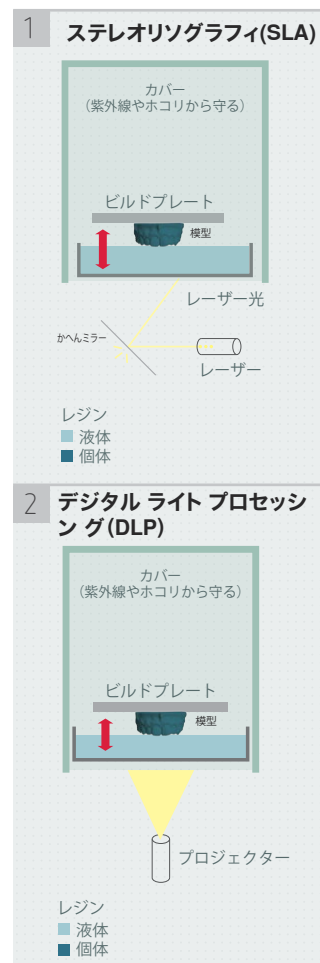 1
ステレオリソグラフィ(SLA)
カバー
(紫外線やホコリから守る)
ビルドプレート
模型
レーザー光
かへんミラー
レーザー
レジン
液体
個体
2
デジタル ライト プロセッシ
ン グ(DLP)
カバー
(紫外線やホコリから守る)
ビルドプレート
模型
プロジェクター
レジン
液体
個体